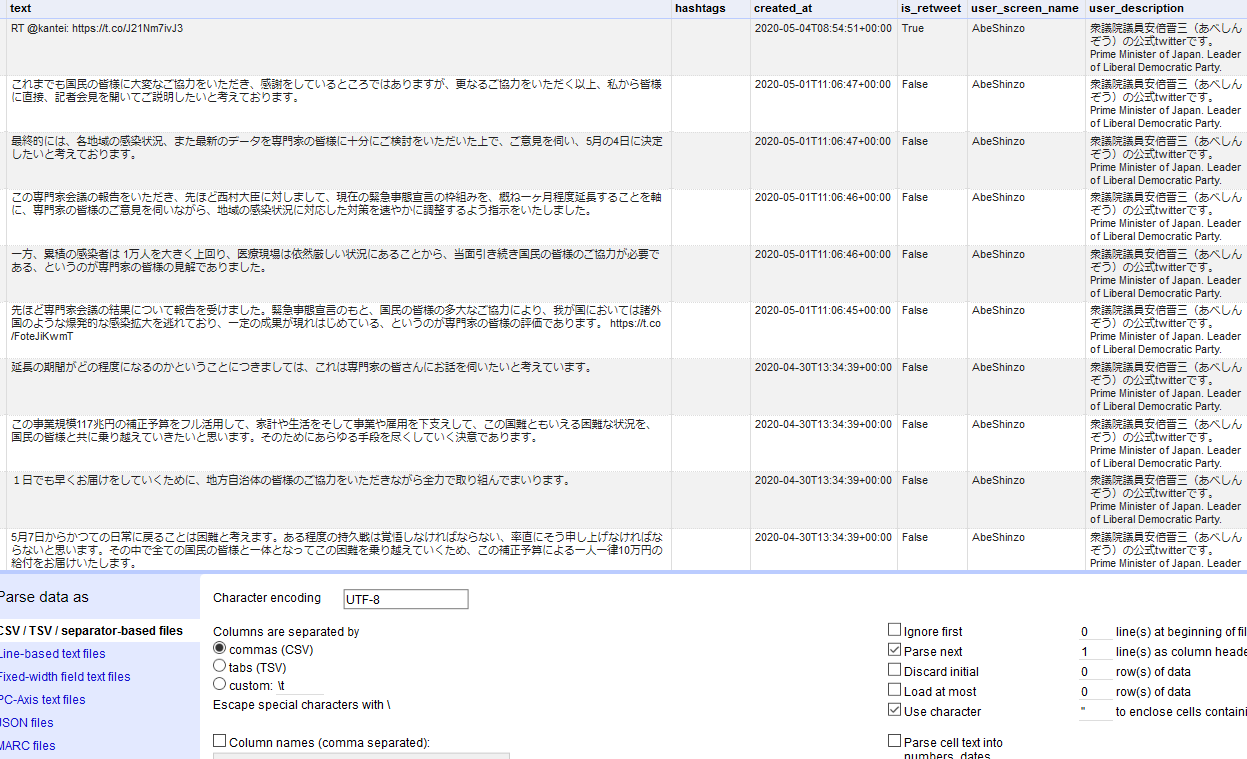 text hashtags created_at is_retweet user_screen_name user_description
RT @kantei: https://t.co/J21Nm7ivJ3 2020-05-04T08:54:51+00:00 True AbeShinzo 衆議院議員安倍晋三（あべしん
ぞう）の公式twitterです。
Prime Minister of Japan. Leader
of Liberal Democratic Party.
これまでも国民の皆様に大変なご協力をいただき、感謝をしているところではありますが、更なるご協力をいただく以上、私から皆様 2020-05-01T11:06:47+00:00 False AbeShinzo 衆議院議員安倍晋三（あべしん
に直接、記者会見を開いてご説明したいと考えております。 ぞう）の公式twitterです。
Prime Minister of Japan. Leader
of Liberal Democratic Party.
最終的には、各地域の感染状況、また最新のデータを専門家の皆様に十分にご検討をいただいた上で、ご意見を伺い、5月の4日に決定 2020-05-01T11:06:47+00:00 False AbeShinzo 衆議院議員安倍晋三（あべしん
したいと考えております。 ぞう）の公式twitterです。
Prime Minister of Japan. Leader
of Liberal Democratic Party.
この専門家会議の報告をいただき、先ほど西村大臣に対しまして、現在の緊急事態宣言の枠組みを、概ね一ヶ月程度延長することを軸 2020-05-01T11:06:46+00:00 False AbeShinzo 衆議院議員安倍晋三（あべしん
に、専門家の皆様のご意見を伺いながら、地域の感染状況に対応した対策を速やかに調整するよう指示をいたしました。 ぞう）の公式twitterです。
Prime Minister of Japan. Leader
of Liberal Democratic Party.
一方、累積の感染者は 1万人を大きく上回り、医療現場は依然厳しい状況にあることから、当面引き続き国民の皆様のご協力が必要で 2020-05-01T11:06:46+00:00 False AbeShinzo 衆議院議員安倍晋三（あべしん
ある、というのが専門家の皆様の見解でありました。 ぞう）の公式twitterです。
Prime Minister of Japan. Leader
of Liberal Democratic Party.
先ほど専門家会議の結果について報告を受けました。緊急事態宣言のもと、国民の皆様の多大なご協力により、我が国においては諸外 2020-05-01T11:06:45+00:00 False AbeShinzo 衆議院議員安倍晋三（あべしん
国のような爆発的な感染拡大を逃れており、一定の成果が現れはじめている、というのが専門家の皆様の評価であります。 https://t.co ぞう）の公式twitterです。
/FoteJiKwmT Prime Minister of Japan. Leader
of Liberal Democratic Party.
延長の期間がどの程度になるのかということにつきましては、これは専門家の皆さんにお話を伺いたいと考えています。 2020-04-30T13:34:39+00:00 False AbeShinzo 衆議院議員安倍晋三（あべしん
ぞう）の公式twitterです。
Prime Minister of Japan. Leader
of Liberal Democratic Party.
この事業規模117兆円の補正予算をフル活用して、家計や生活をそして事業や雇用を下支えして、この国難ともいえる困難な状況を、 2020-04-30T13:34:39+00:00 False AbeShinzo 衆議院議員安倍晋三（あべしん
国民の皆様と共に乗り越えていきたいと思います。そのためにあらゆる手段を尽くしていく決意であります。 ぞう）の公式twitterです。
Prime Minister of Japan. Leader
of Liberal Democratic Party.
１日でも早くお届けをしていくために、地方自治体の皆様のご協力をいただきながら全力で取り組んでまいります。 2020-04-30T13:34:39+00:00 False AbeShinzo 衆議院議員安倍晋三（あべしん
ぞう）の公式twitterです。
Prime Minister of Japan. Leader
of Liberal Democratic Party.
5月7日からかつての日常に戻ることは困難と考えます。ある程度の持久戦は覚悟しなければならない、率直にそう申し上げなければな 2020-04-30T13:34:39+00:00 False AbeShinzo 衆議院議員安倍晋三（あべしん
らないと思います。その中で全ての国民の皆様と一体となってこの困難を乗り越えていくため、この補正予算による一人一律10万円の ぞう）の公式twitterです。
給付をお届けいたします。 Prime Minister of Japan. Leader
Parse data as
CSV / TSV / separator-based files
Line-based text files
Fixed-width field text files
PC-Axis text files
JSON files
MARC files
Character encoding UTF-8
Columns are separated by
commas (CSV)
tabs (TSV)
custom: \t
Escape special characters with \
Column names (comma separated):
Ignore first 0 line(s) at beginning of fil
Parse next 1 line(s) as column heade
Discard initial 0 row(s) of data
Load at most 0 row(s) of data
Use character " to enclose cells containi
Parse cell text into
numbers, dates